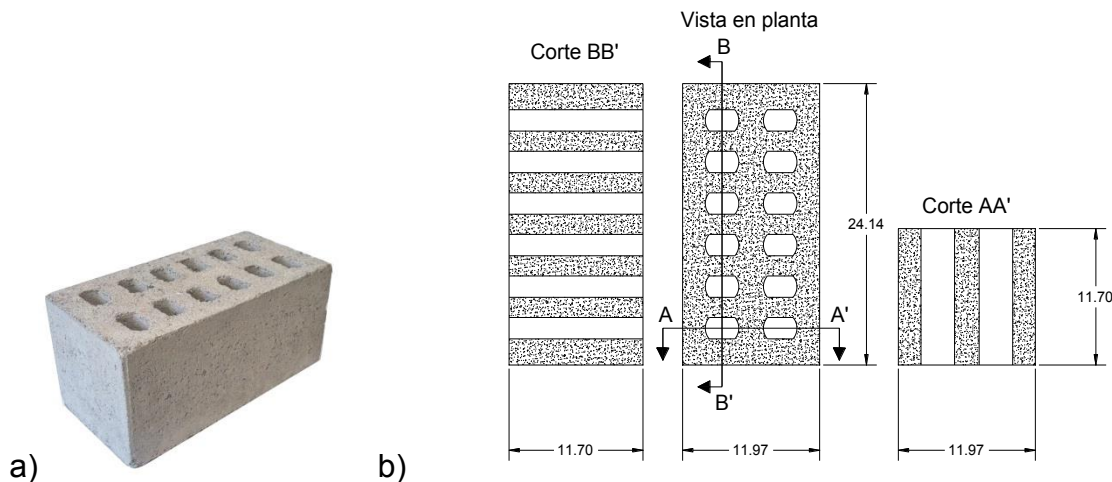 Vista en planta
Corte BB'
B
24.14
Corte AA'
11.70
A
A'
B'
11.70
11.97
11.97
a)
b)